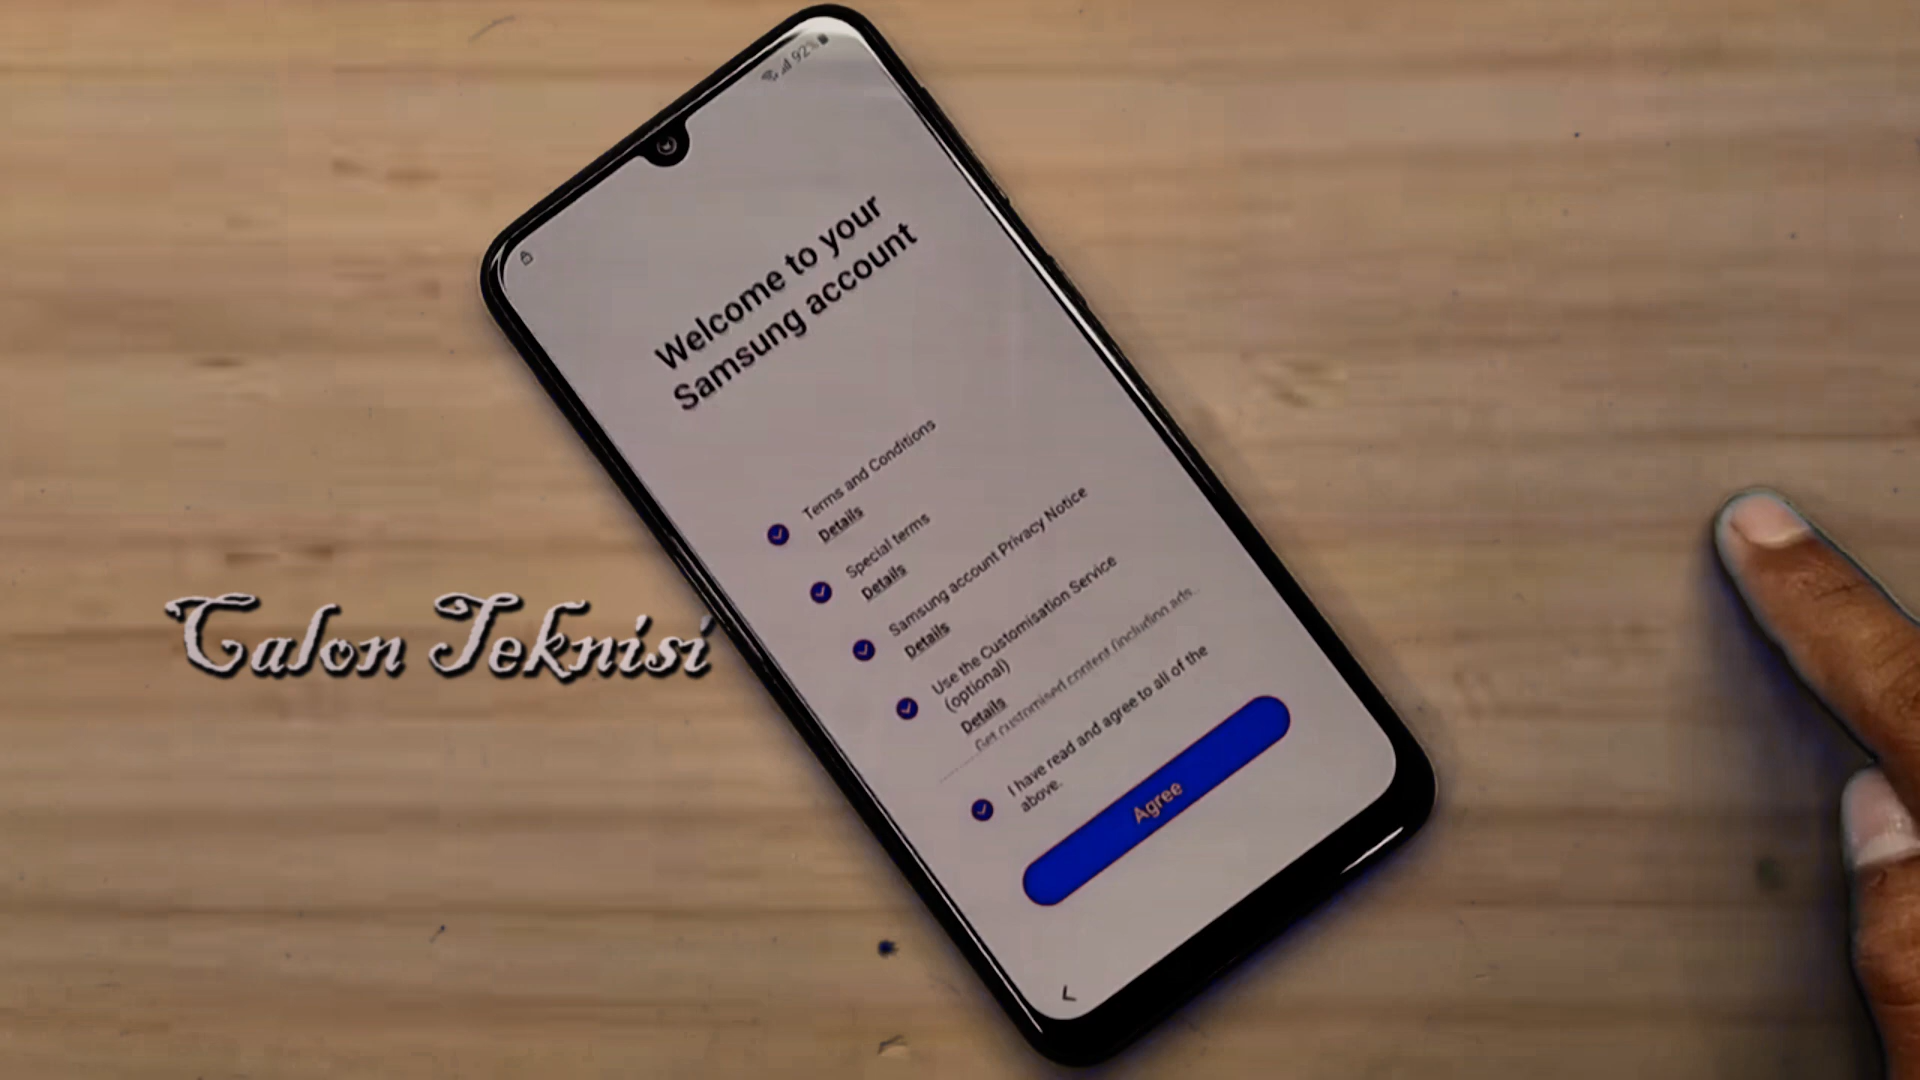 92%
Welcome to your
Samsung account
Terms and Conditions
Details
Special terms
Details
Samsung account Privacy Notice
Details
Use the Customisation Service
(optional)
Details
Get customised content (including ads...
I have read and agree to all of the
above.
Agree
Calon Teknisi